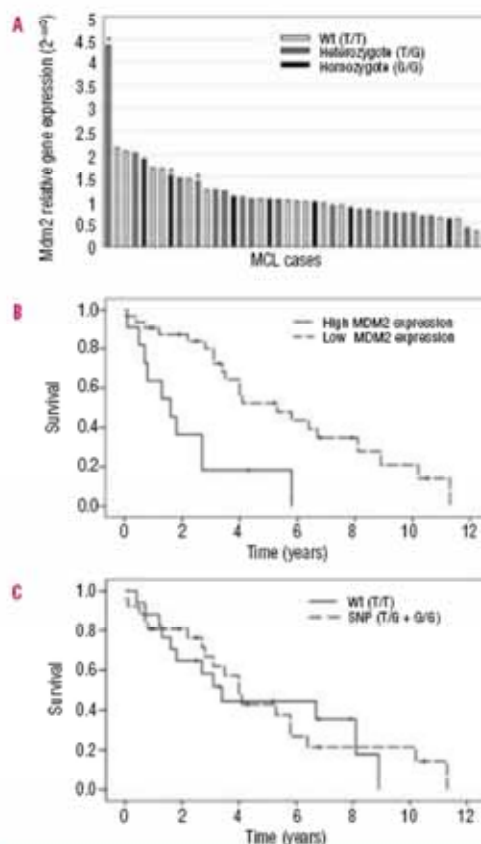 A
Mdm2 relative gene expression (2-ΔΔCt)
5
4.5
4
3.5
3
2.5
2
1.5
1
0.5
0
Wt (T/T)
Heterozygote (T/G)
Homozygote (G/G)
*
*
*
MCL cases
B
Survival
1.0
0.8
0.6
0.4
0.2
0.0
High MDM2 expression
Low MDM2 expression
0 2 4 6 8 10 12
Time (years)
C
Survival
1.0
0.8
0.6
0.4
0.2
0.0
Wt (T/T)
SNP (T/G + G/G)
0 2 4 6 8 10 12
Time (years)